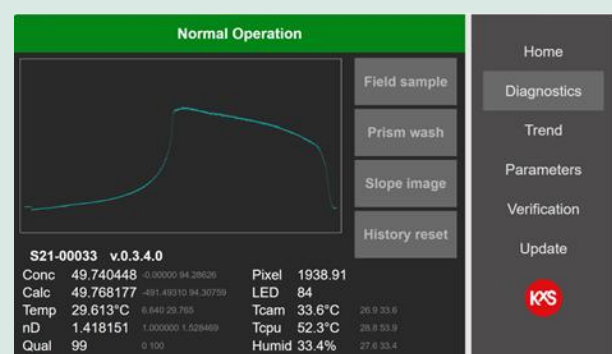 Normal Operation
Field sample
Prism wash
Slope image
History reset
S21-00033 v.0.3.4.0
Conc 49.740448 -0.00000 94.28626 Pixel 1938.91
Calc 49.768177 -491.49310 94.30759 LED 84
Temp 29.613°C 6.640 29.765 Tcam 33.6°C 26.9 33.6
nD 1.418151 1.000000 1.528469 Tcpu 52.3°C 28.8 53.9
Qual 99 0 100 Humid 33.4% 27.6 33.4
Home
Diagnostics
Trend
Parameters
Verification
Update
KXS